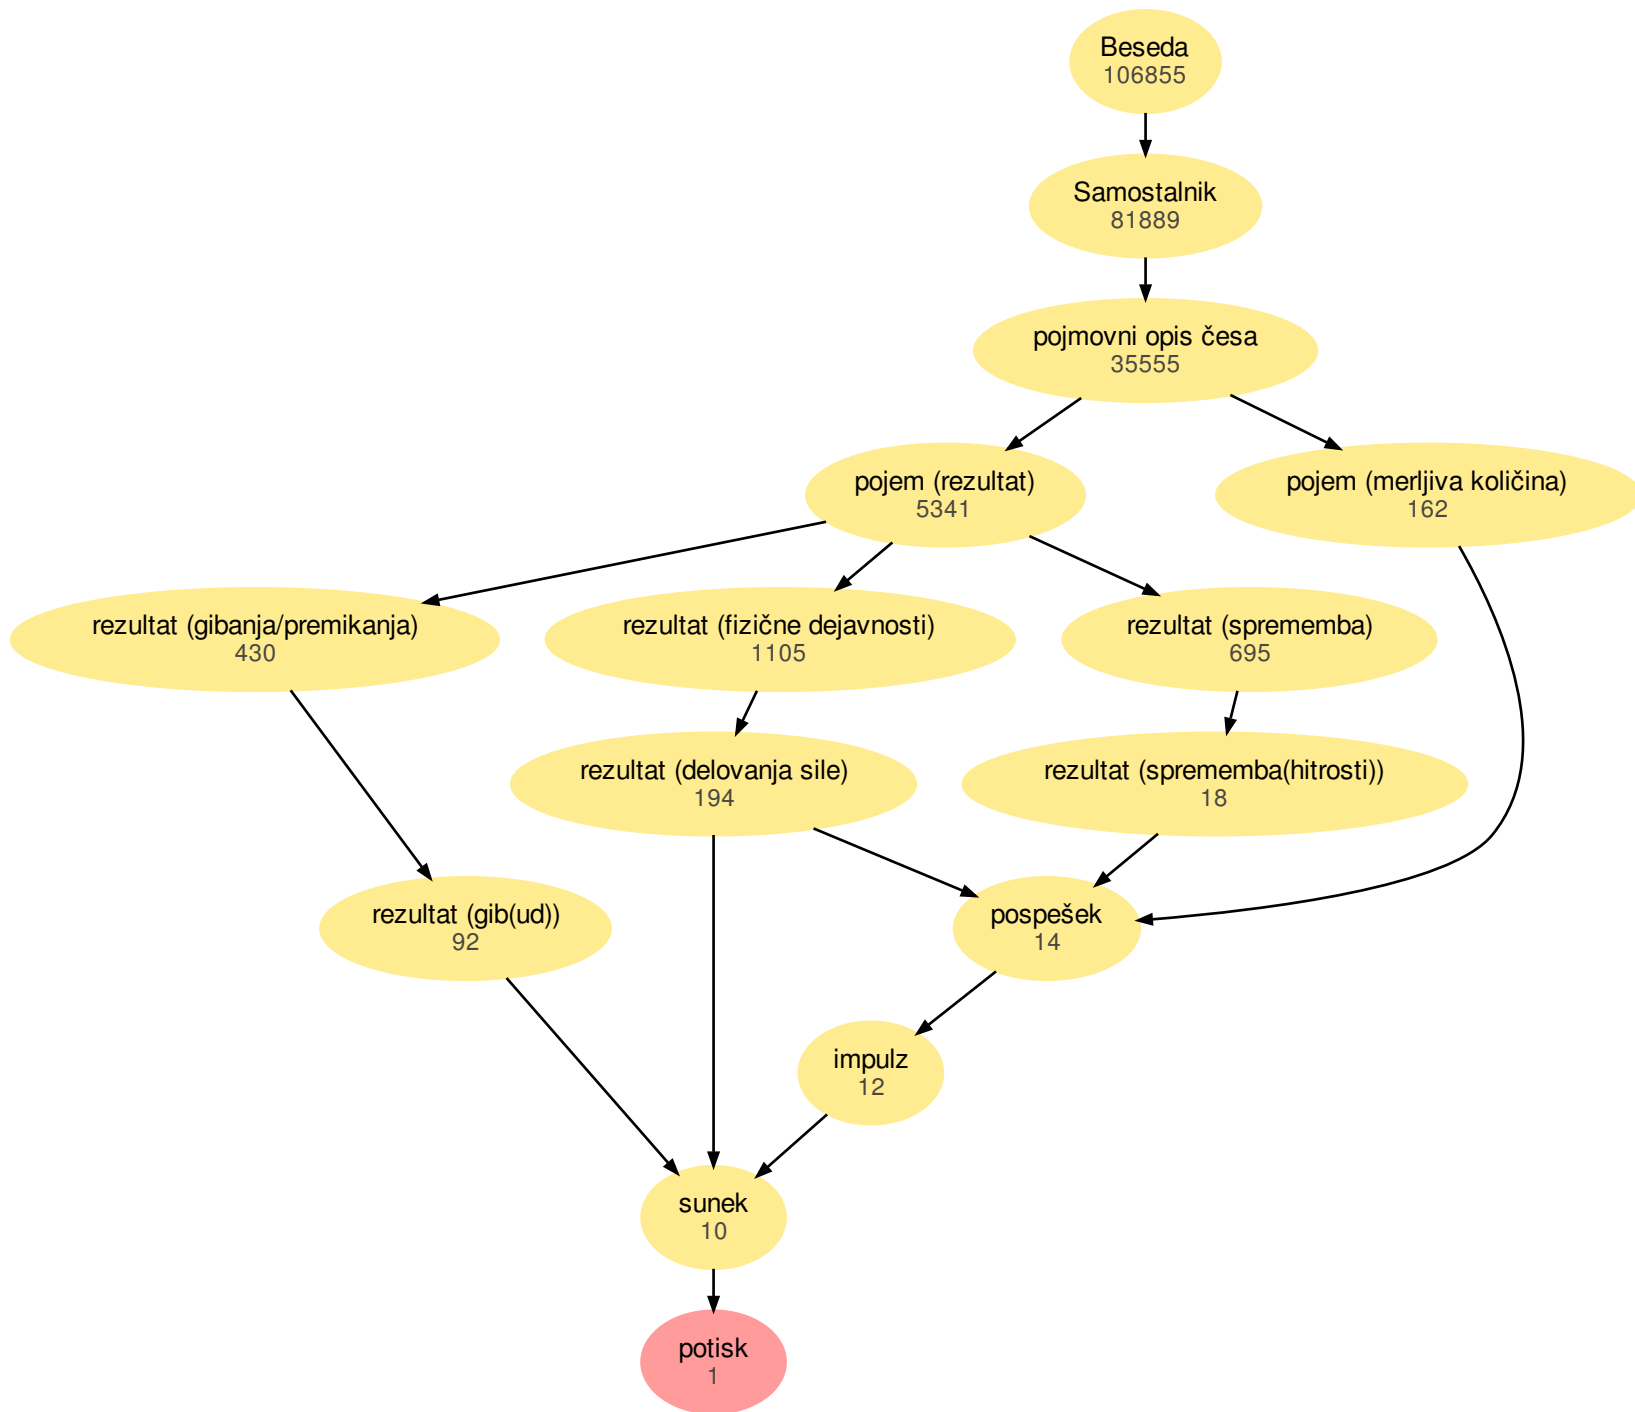 Beseda
106855
Samostalnik
81889
pojmovni opis česa
35555
pojem (rezultat)
5341
pojem (merljiva količina)
162
rezultat (gibanja/premikanja)
430
rezultat (fizične dejavnosti)
1105
rezultat (sprememba)
695
rezultat (delovanja sile)
194
rezultat (sprememba(hitrosti))
18
rezultat (gib(ud))
92
pospešek
14
impulz
12
sunek
10
potisk
1